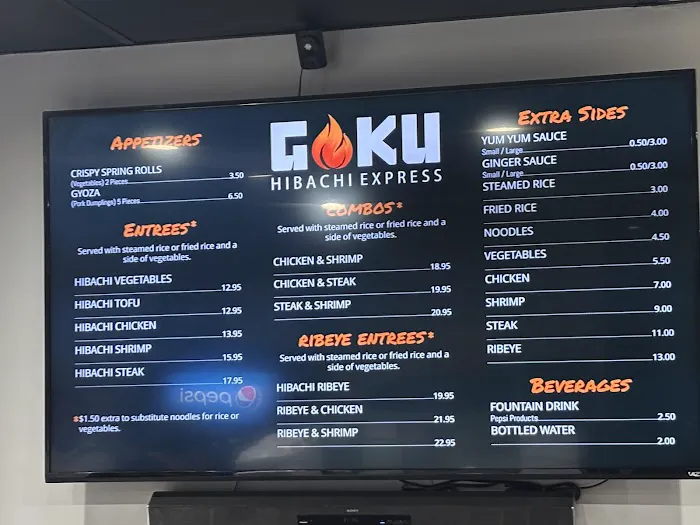 APPETIZERS
CRISPY SPRING ROLLS
(Vegetables) 2 Pieces 3.50
GYOZA
(Pork Dumplings) 5 Pieces 6.50
ENTREES*
Served with steamed rice or fried rice and a
side of vegetables.
HIBACHI VEGETABLES 12.95
HIBACHI TOFU 12.95
HIBACHI CHICKEN 13.95
HIBACHI SHRIMP 15.95
HIBACHI STEAK 17.95
pepsi
*$1.50 extra to substitute noodles for rice or
vegetables.
GOKU
HIBACHI EXPRESS
COMBOS*
Served with steamed rice or fried rice and a
side of vegetables.
CHICKEN & SHRIMP 18.95
CHICKEN & STEAK 19.95
STEAK & SHRIMP 20.95
RIBEYE ENTREES*
Served with steamed rice or fried rice and a
side of vegetables.
HIBACHI RIBEYE 19.95
RIBEYE & CHICKEN 21.95
RIBEYE & SHRIMP 22.95
EXTRA SIDES
YUM YUM SAUCE
Small / Large 0.50/3.00
GINGER SAUCE
Small / Large 0.50/3.00
STEAMED RICE 3.00
FRIED RICE 4.00
NOODLES 4.50
VEGETABLES 5.50
CHICKEN 7.00
SHRIMP 9.00
STEAK 11.00
RIBEYE 13.00
BEVERAGES
FOUNTAIN DRINK
Pepsi Products 2.50
BOTTLED WATER 2.00
SONY